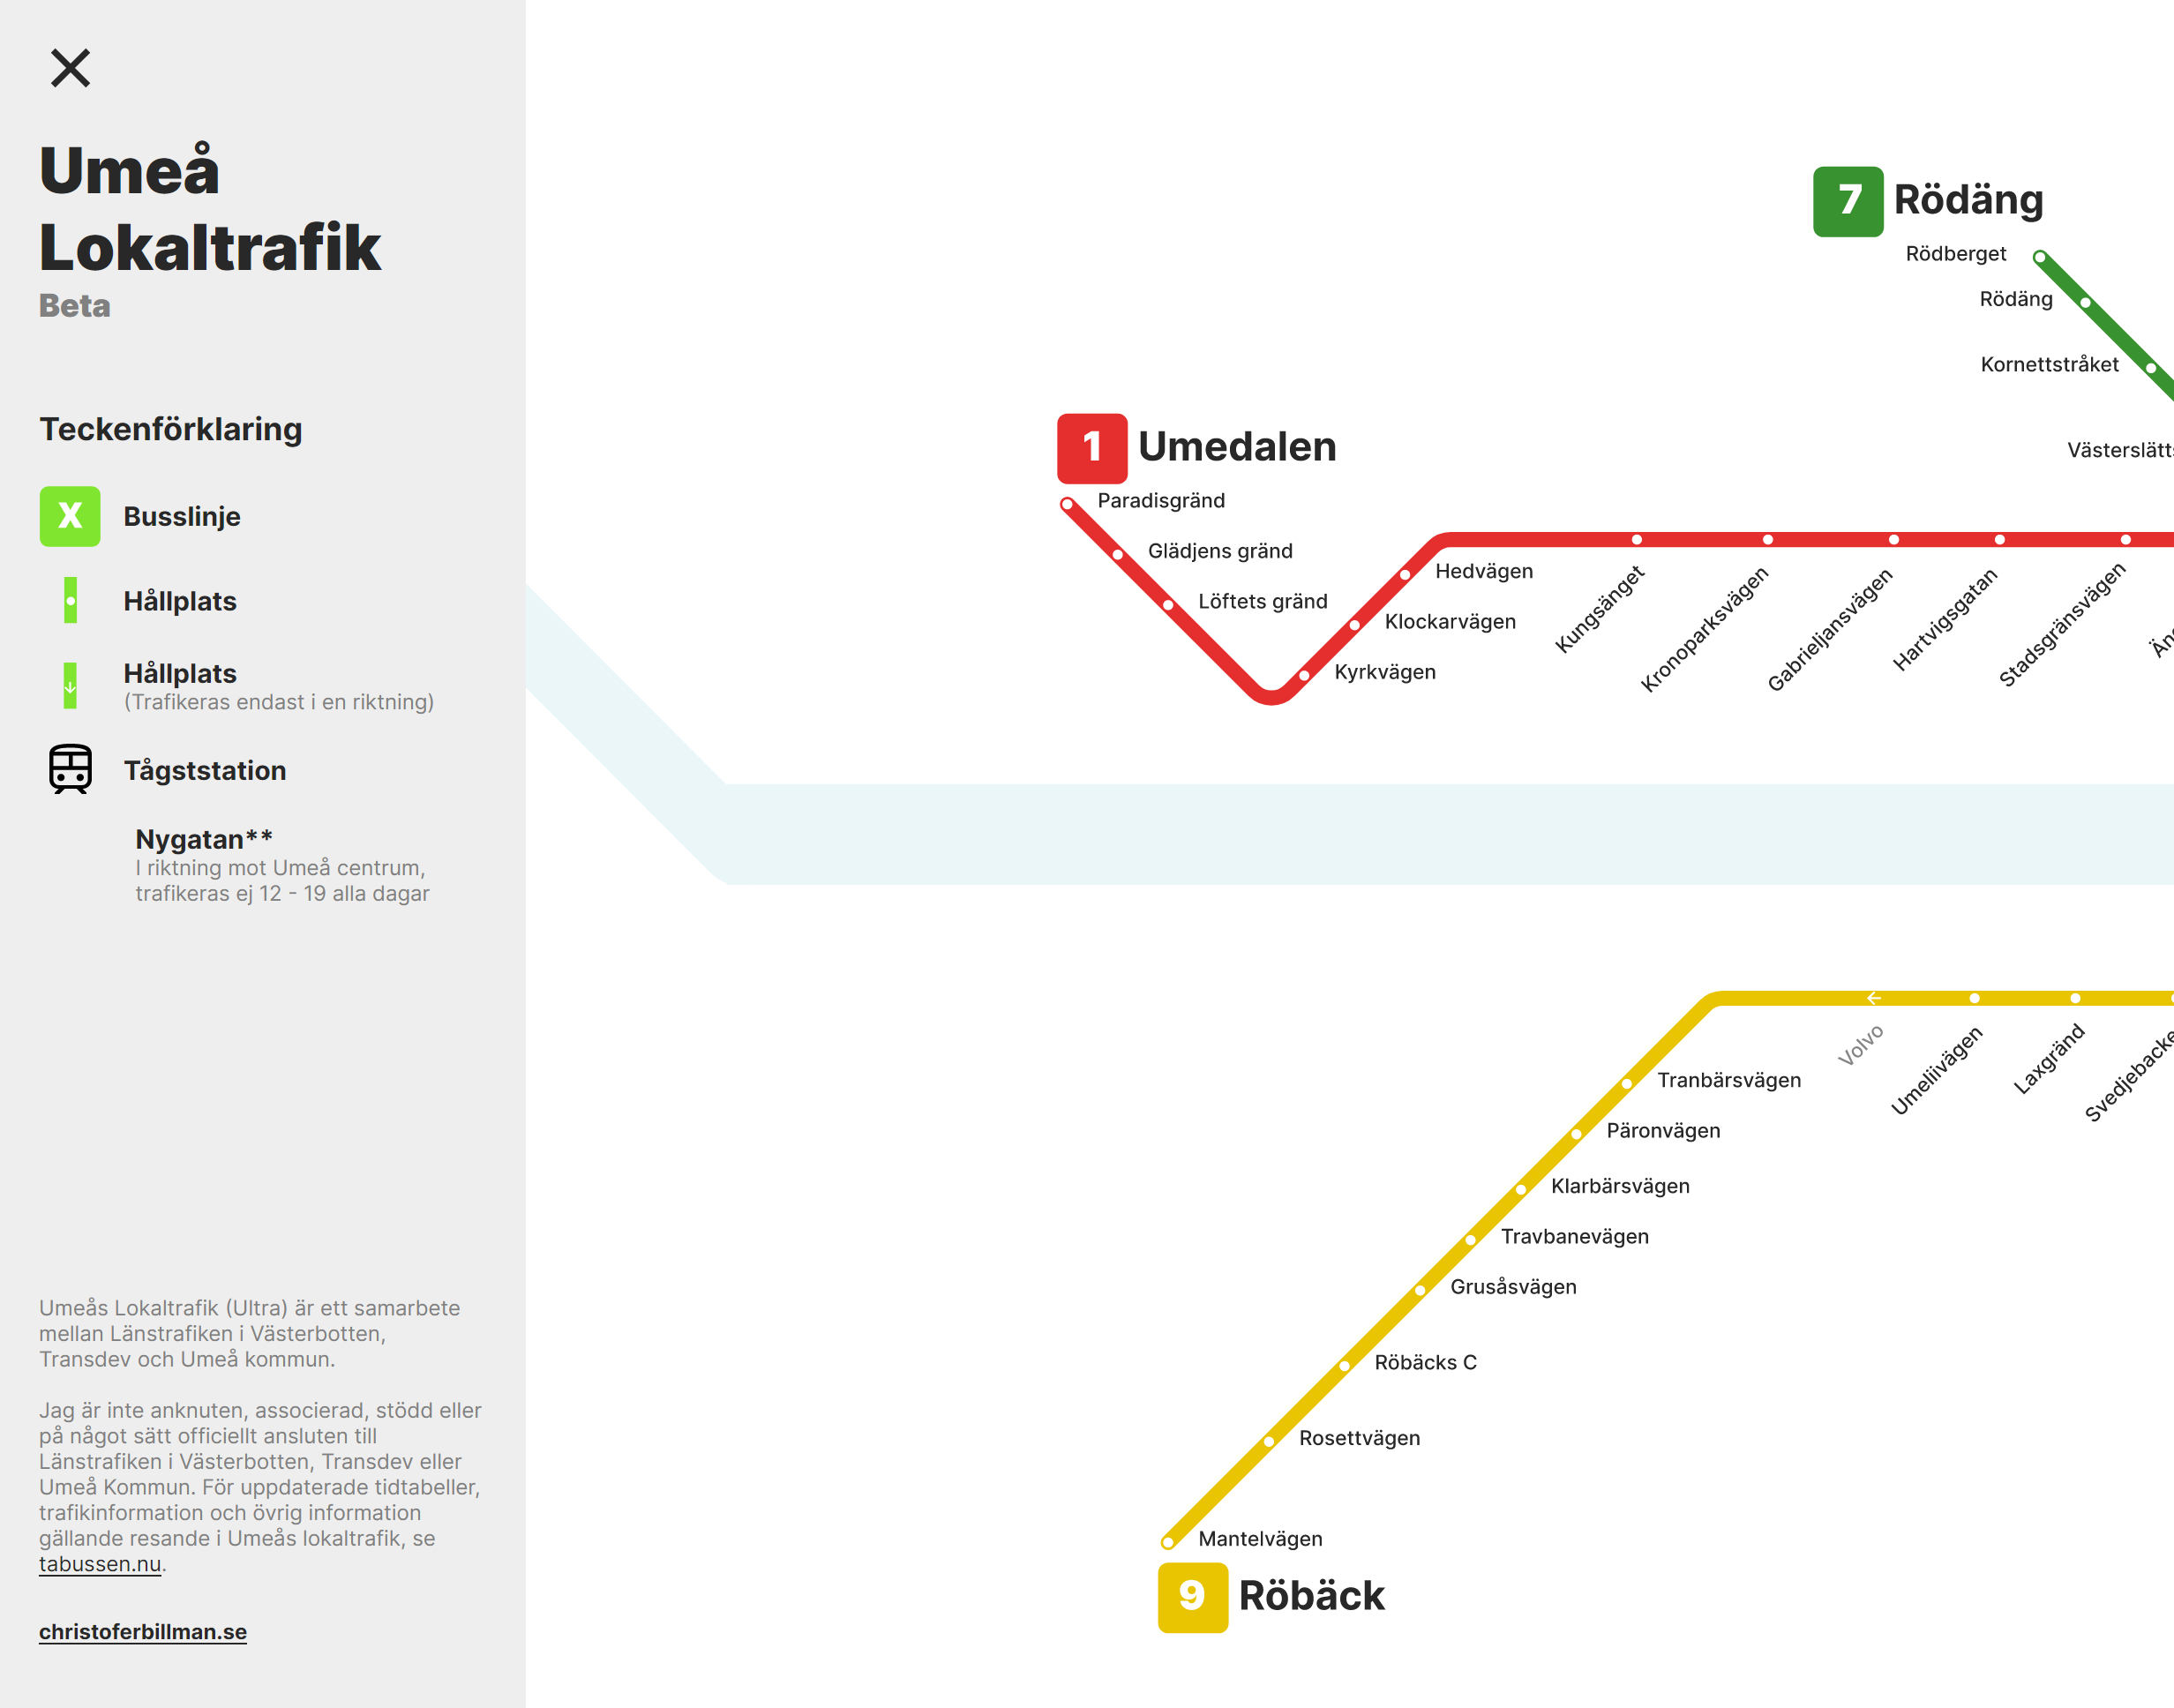 Umeå
Lokaltrafik
Beta
Teckenförklaring
X Busslinje
Hållplats
Hållplats
(Trafikeras endast i en riktning)
Tågststation
Nygatan**
I riktning mot Umeå centrum,
trafikeras ej 12 - 19 alla dagar
Umeås Lokaltrafik (Ultra) är ett samarbete
mellan Länstrafiken i Västerbotten,
Transdev och Umeå kommun.
Jag är inte anknuten, associerad, stödd eller
på något sätt officiellt ansluten till
Länstrafiken i Västerbotten, Transdev eller
Umeå Kommun. För uppdaterade tidtabeller,
trafikinformation och övrig information
gällande resande i Umeås lokaltrafik, se
tabussen.nu.
christoferbillman.se
7 Rödäng
Rödberget
Rödäng
Kornettstråket
1 Umedalen
Paradisgränd
Glädjens gränd
Löftets gränd
Hedvägen
Klockarvägen
Kyrkvägen
Kungsänget
Kronoparksvägen
Gabrieljansvägen
Hartvigsgatan
Stadsgränsvägen
Volvo
Umeliivägen
Laxgränd
Tranbärsvägen
Päronvägen
Klarbärsvägen
Travbanevägen
Grusåsvägen
Röbäcks C
Rosettvägen
Mantelvägen
9 Röbäck